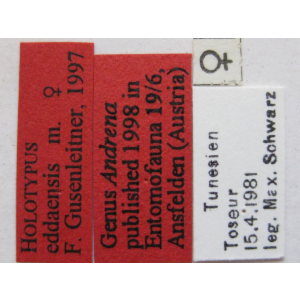 HOLOTYPUS
eddaensis m. ♀
F. Gusenleitner, 1997
Genus Andrena
published 1998 in
Entomofauna 19/6,
Ansfelden (Austria)
♀
Tunesien
Toseur
15.4.1981
leg. Max. Schwarz